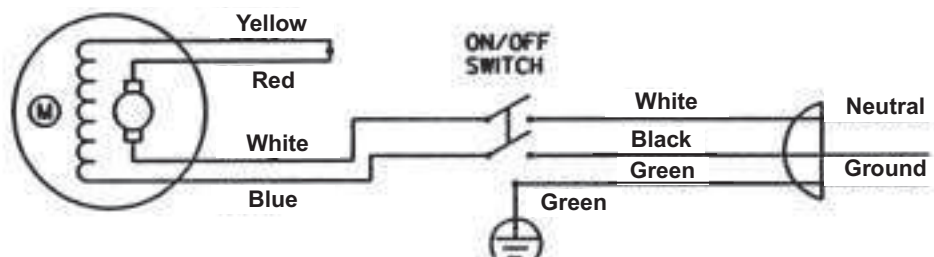 Yellow
ON/OFF
SWITCH
Red
White
Neutral
M
White
Black
Green
Ground
Blue
Green